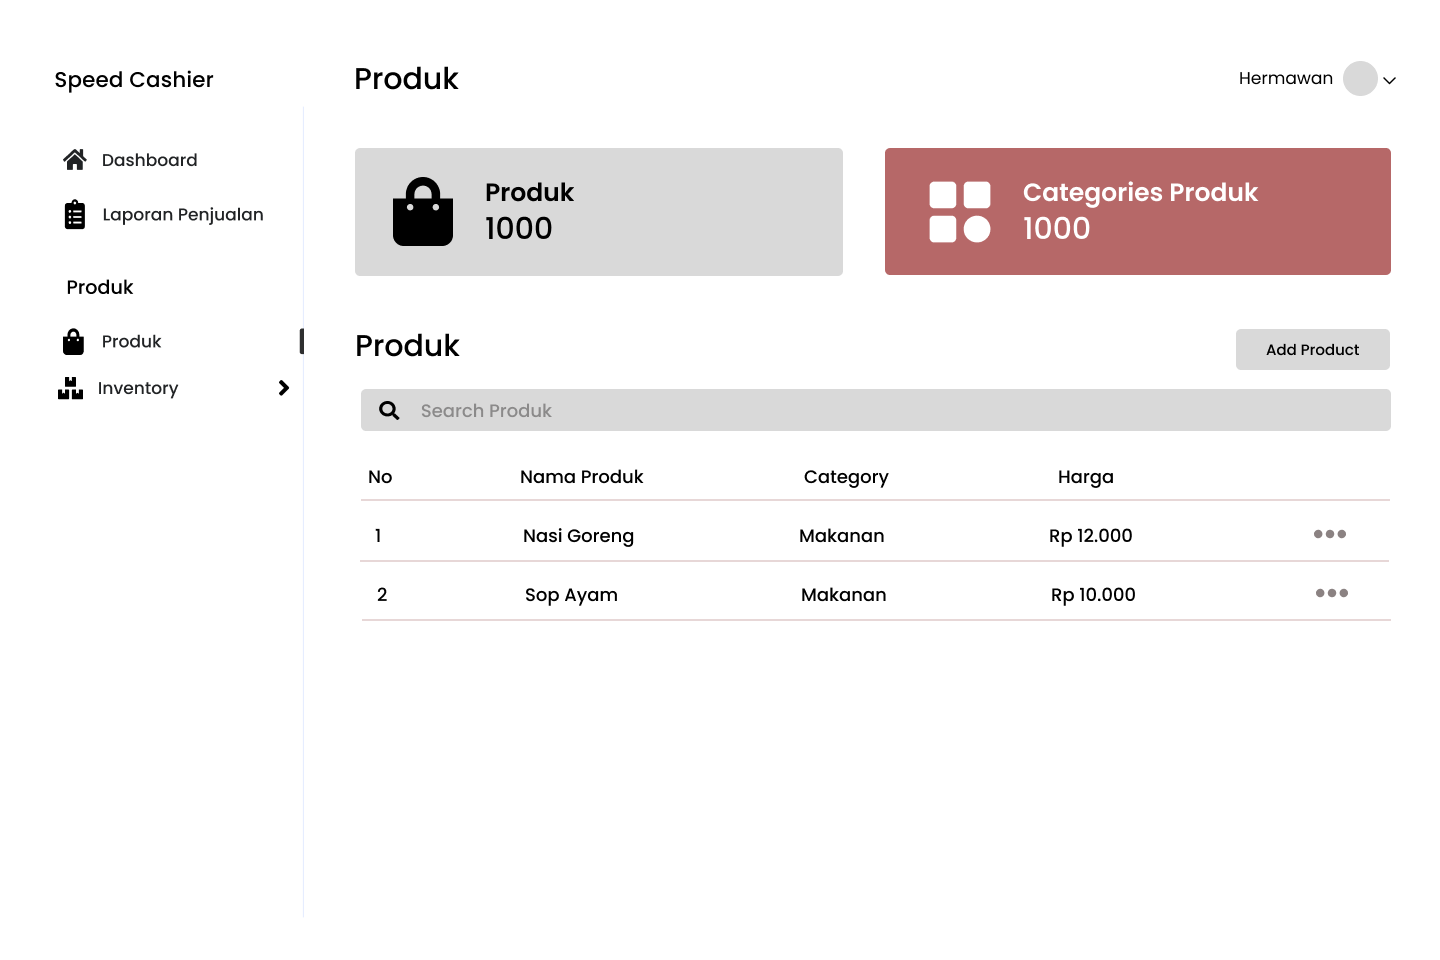 Speed Cashier
Dashboard
Laporan Penjualan
Produk
Produk
Inventory
Produk
Hermawan
Produk
1000
Categories Produk
1000
Produk
Add Product
Search Produk
No Nama Produk Category Harga
1 Nasi Goreng Makanan Rp 12.000
2 Sop Ayam Makanan Rp 10.000